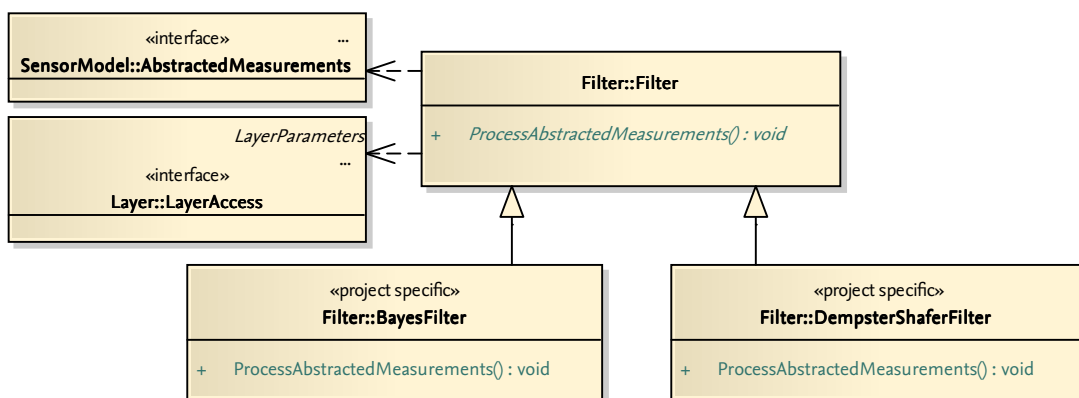 «interface»
...
SensorModel::AbstractedMeasurements
LayerParameters
...
«interface»
Layer::LayerAccess
Filter::Filter
+ ProcessAbstractedMeasurements() : void
«project specific»
Filter::BayesFilter
+ ProcessAbstractedMeasurements() : void
«project specific»
Filter::DempsterShaferFilter
+ ProcessAbstractedMeasurements() : void